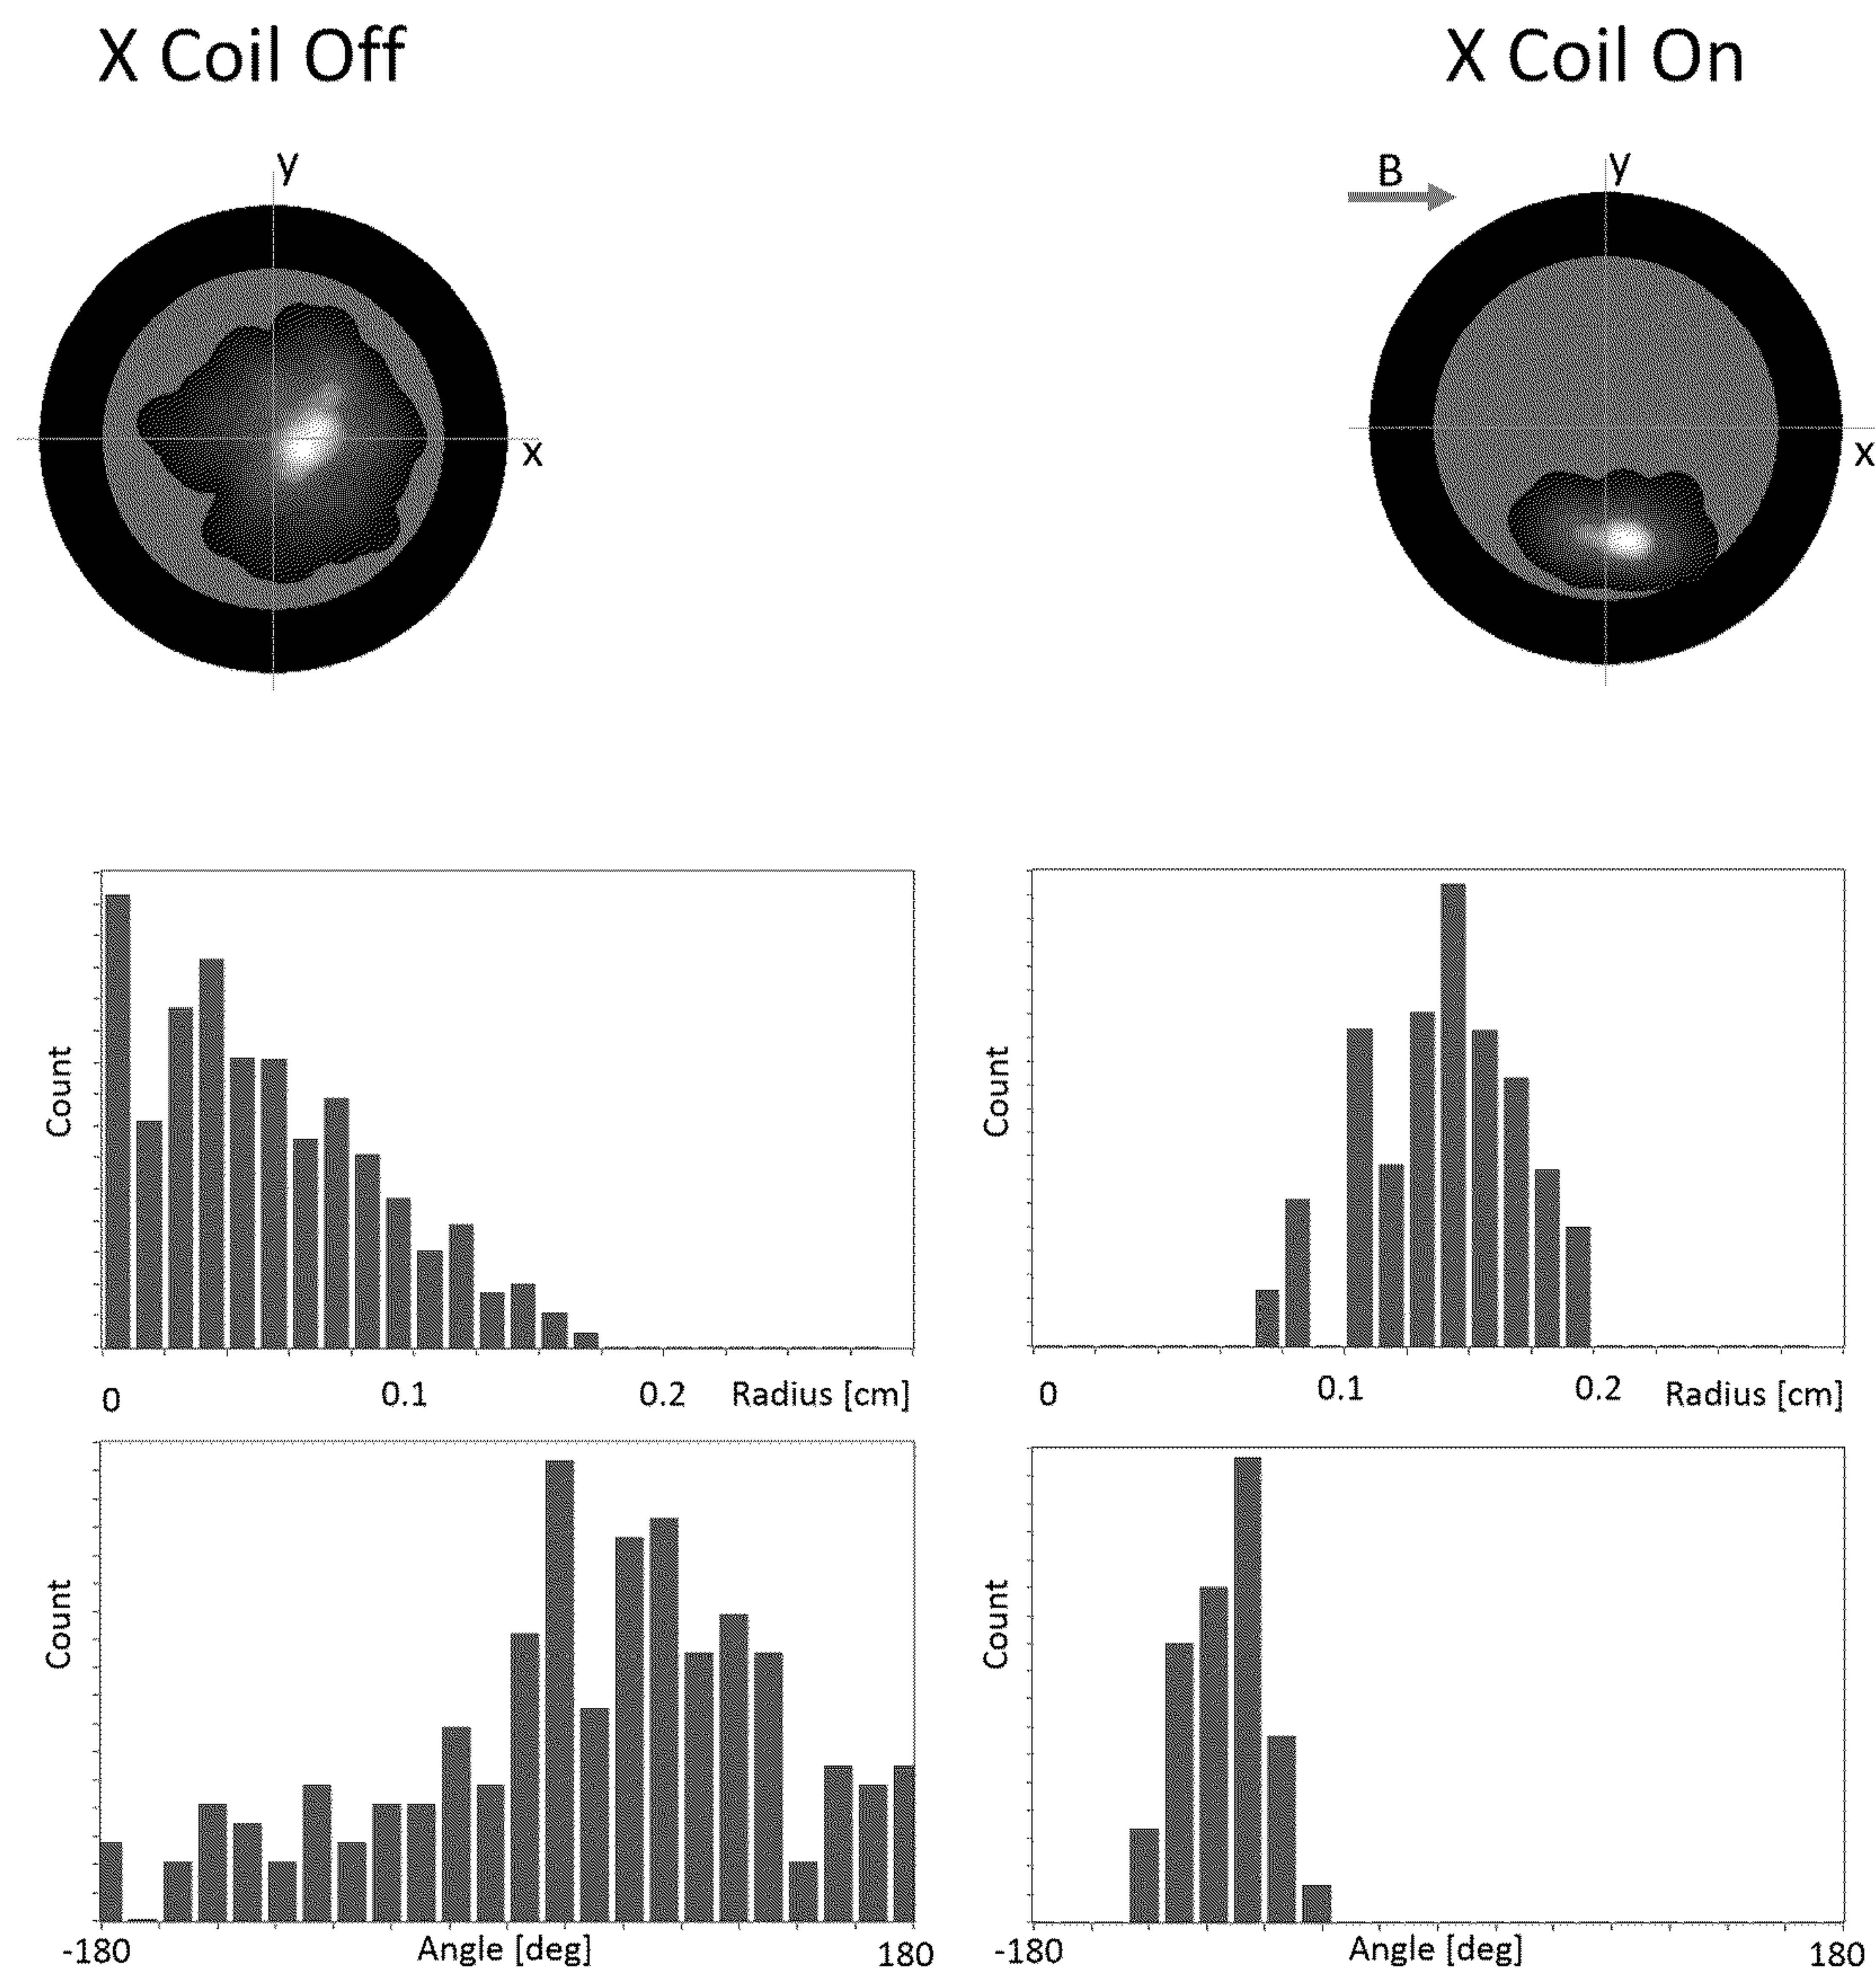 X Coil Off
X Coil On
y
x
B
y
x
Count
0
0.1
0.2
Radius [cm]
Count
0
0.1
0.2
Radius [cm]
Count
-180
Angle [deg]
180
Count
-180
Angle [deg]
180